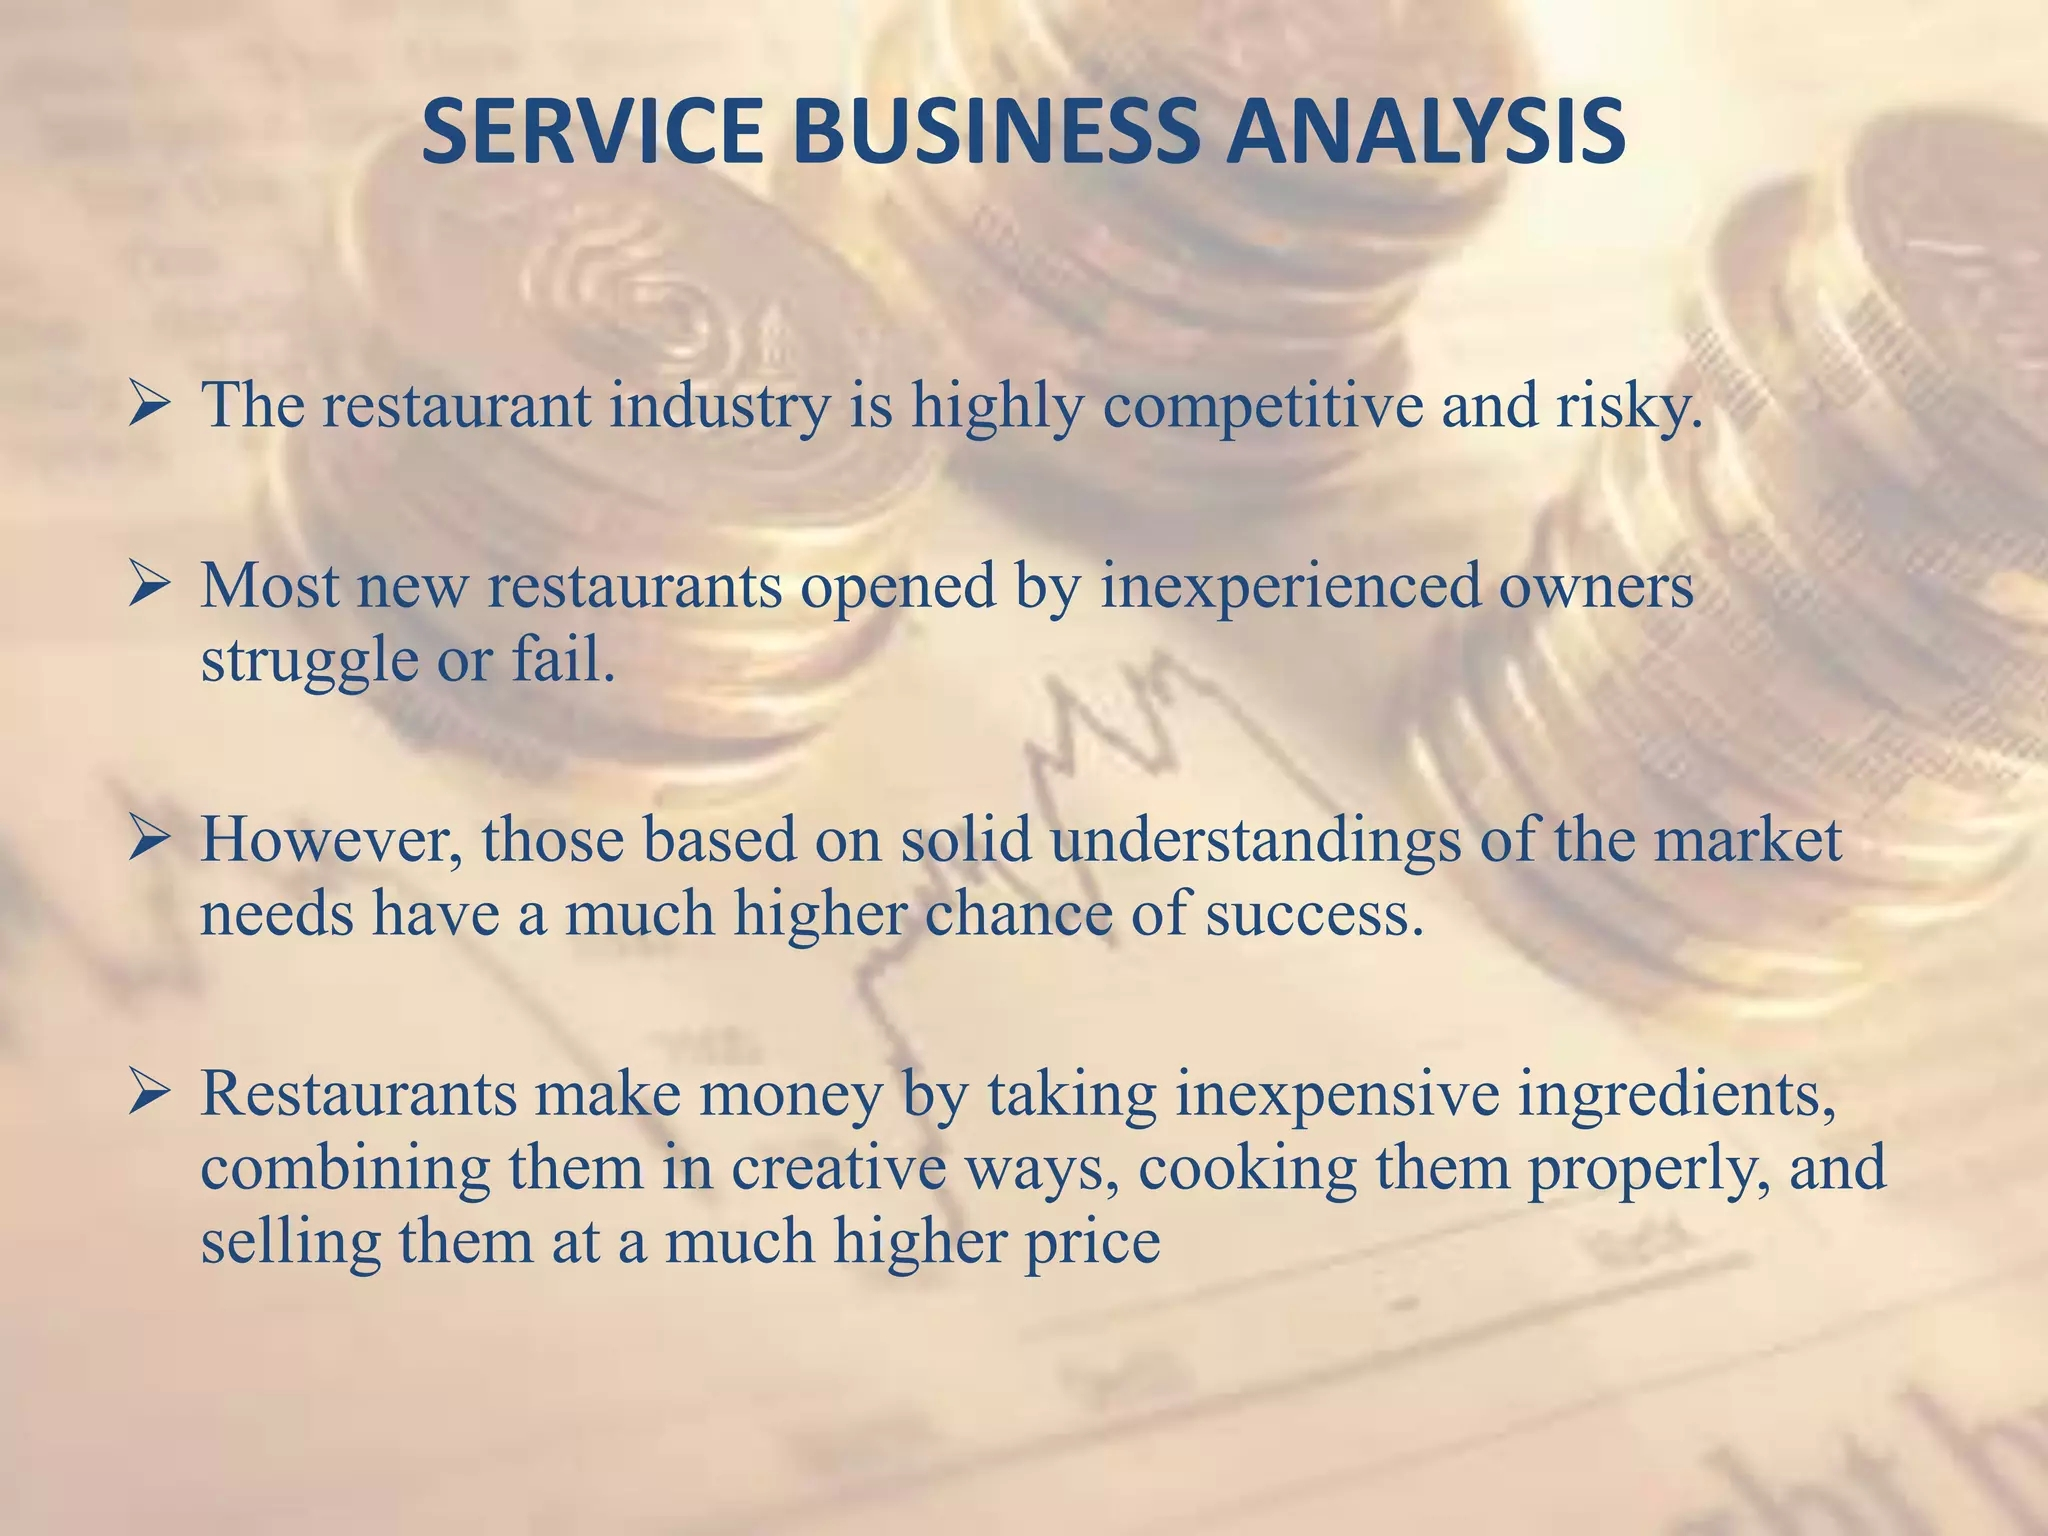 SERVICE BUSINESS ANALYSIS
➢ The restaurant industry is highly competitive and risky.
➢ Most new restaurants opened by inexperienced owners
struggle or fail.
➢ However, those based on solid understandings of the market
needs have a much higher chance of success.
➢ Restaurants make money by taking inexpensive ingredients,
combining them in creative ways, cooking them properly, and
selling them at a much higher price